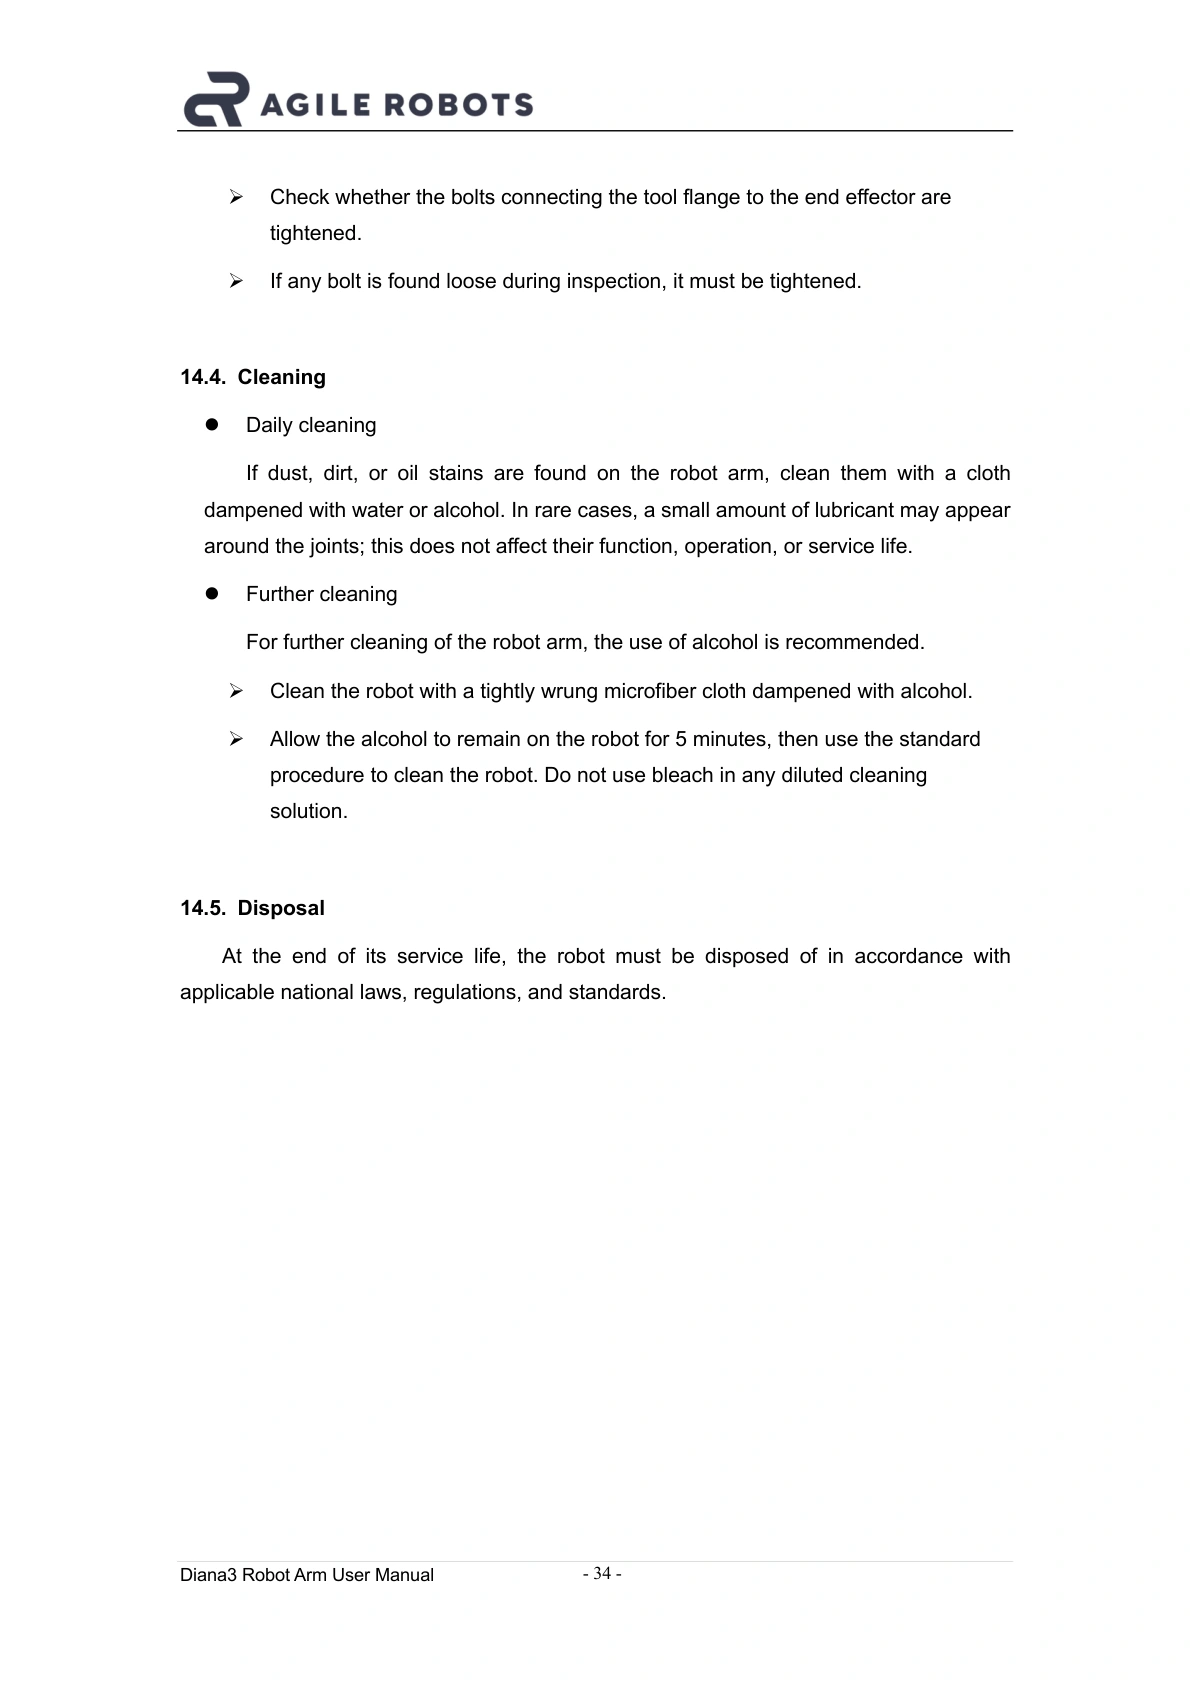 AGILE ROBOTS
➢ Check whether the bolts connecting the tool flange to the end effector are
tightened.
➢ If any bolt is found loose during inspection, it must be tightened.
14.4. Cleaning
● Daily cleaning
If dust, dirt, or oil stains are found on the robot arm, clean them with a cloth
dampened with water or alcohol. In rare cases, a small amount of lubricant may appear
around the joints; this does not affect their function, operation, or service life.
● Further cleaning
For further cleaning of the robot arm, the use of alcohol is recommended.
➢ Clean the robot with a tightly wrung microfiber cloth dampened with alcohol.
➢ Allow the alcohol to remain on the robot for 5 minutes, then use the standard
procedure to clean the robot. Do not use bleach in any diluted cleaning
solution.
14.5. Disposal
At the end of its service life, the robot must be disposed of in accordance with
applicable national laws, regulations, and standards.
Diana3 Robot Arm User Manual - 34 -